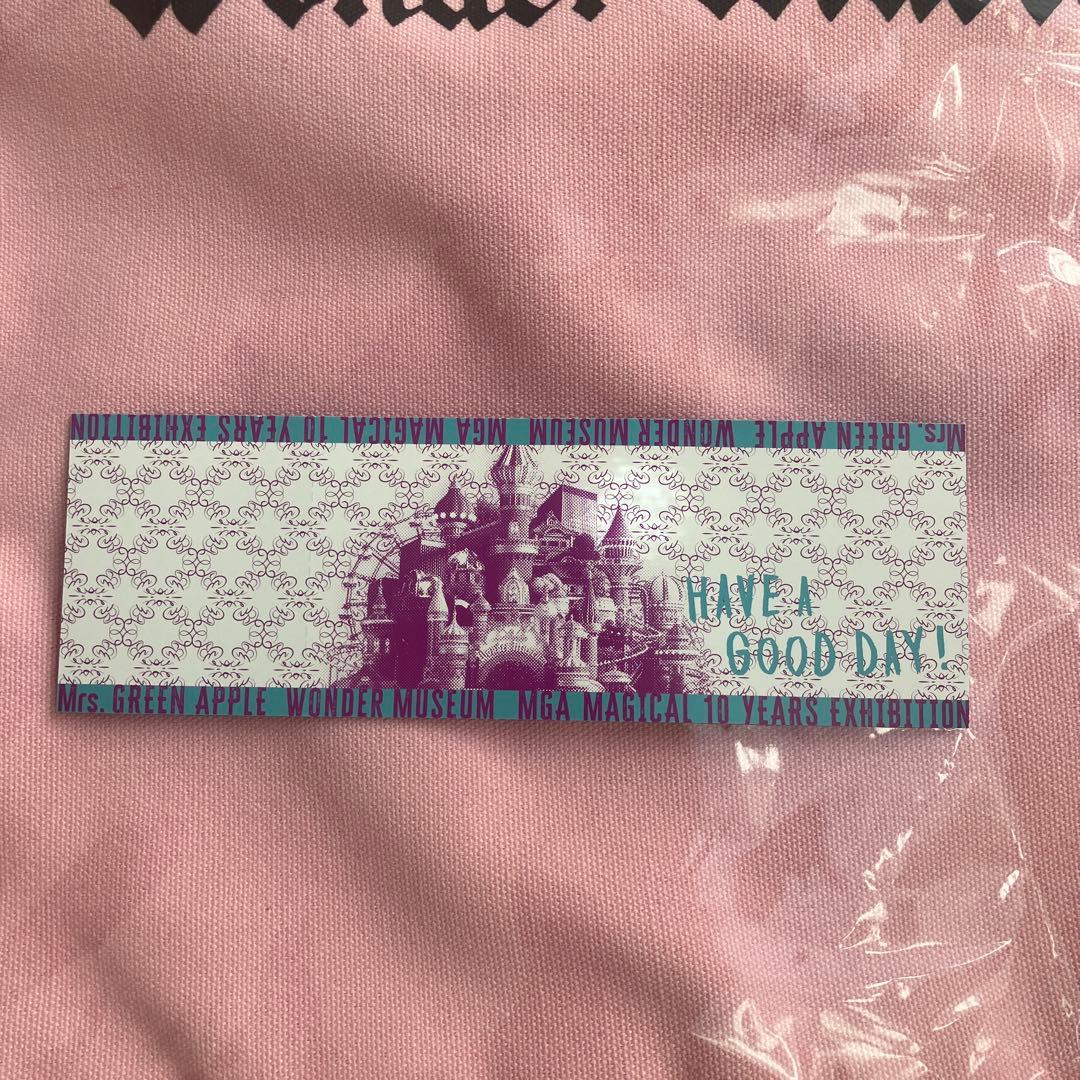 Wonder
Mrs. GREEN APPLE WONDER MUSEUM MGA MAGICAL 10 YEARS EXHIBITION
HAVE A
GOOD DAY!
Mrs. GREEN APPLE WONDER MUSEUM MGA MAGICAL 10 YEARS EXHIBITION